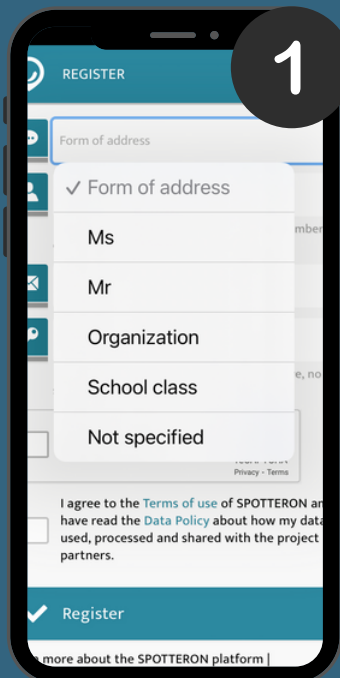 1
REGISTER
Form of address
✓ Form of address
Ms
Mr
Organization
School class
Not specified
Privacy - Terms
I agree to the Terms of use of SPOTTERON
have read the Data Policy about how my data
used, processed and shared with the project
partners.
Register
more about the SPOTTERON platform |